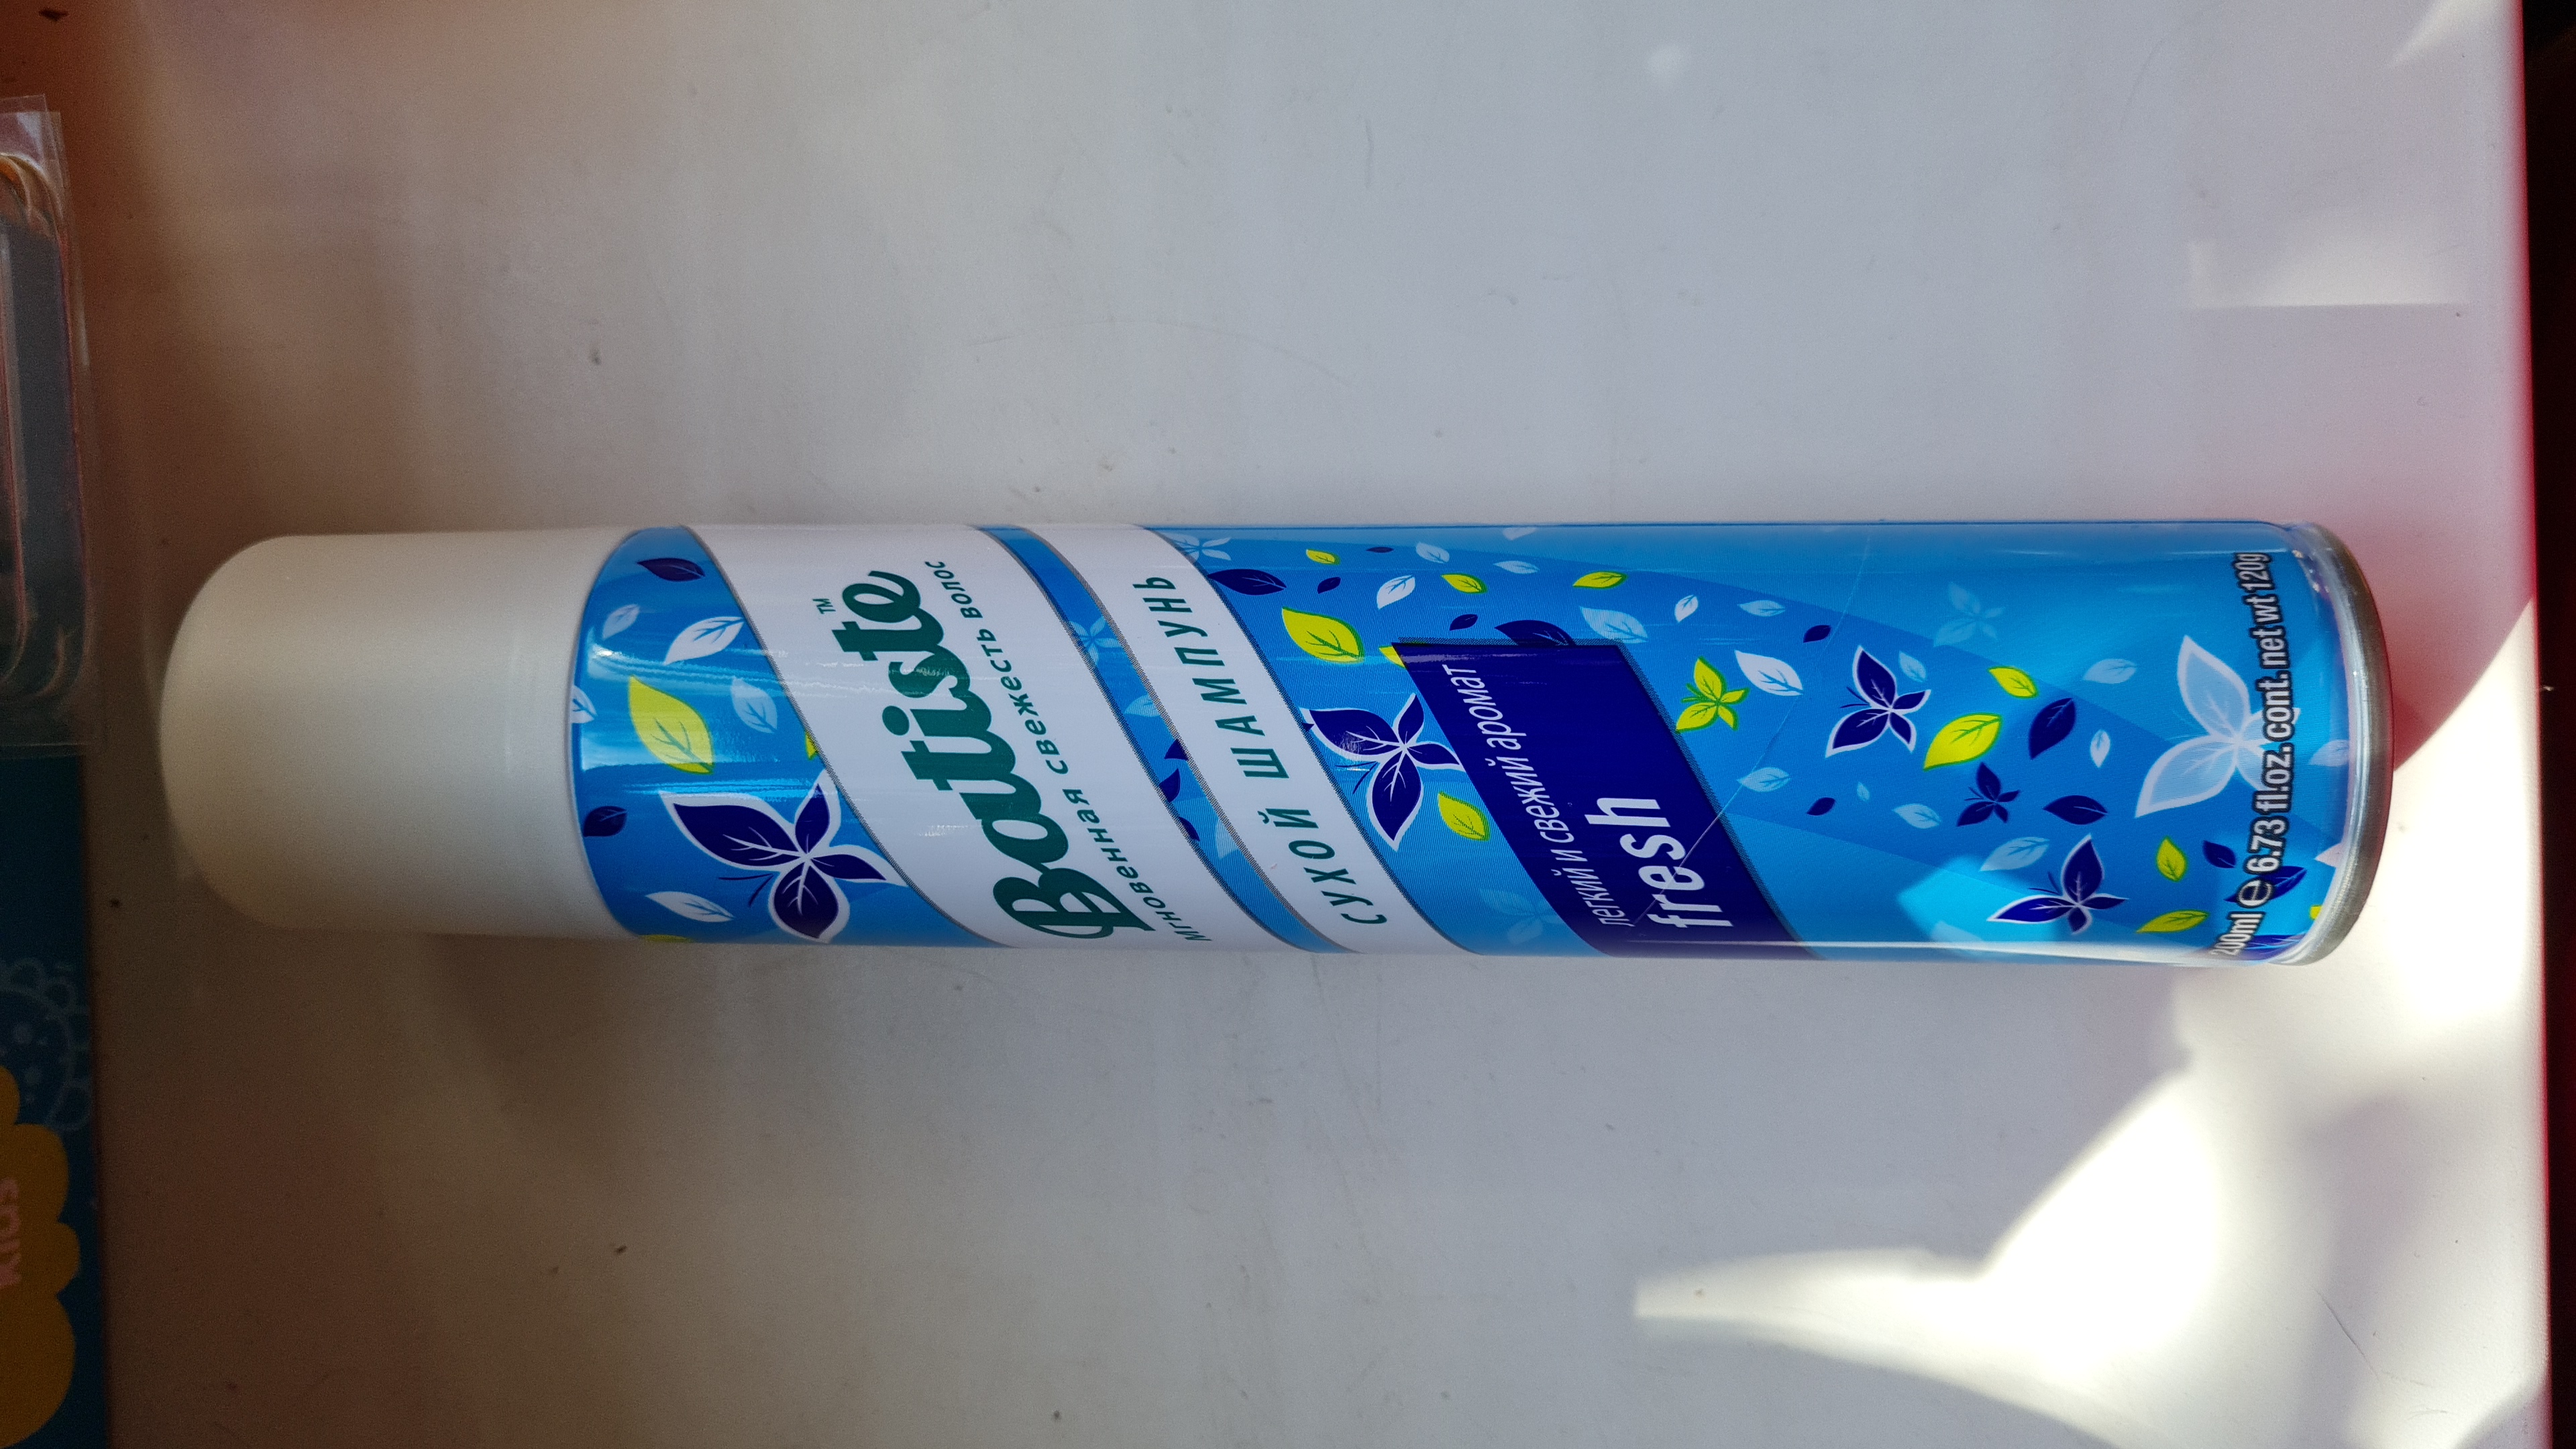 Batiste™
мгновенная свежесть волос
СУХОЙ ШАМПУНЬ
легкий и свежий аромат
fresh
200ml ℮ 6.73 fl.oz. cont. net wt 120g
kids